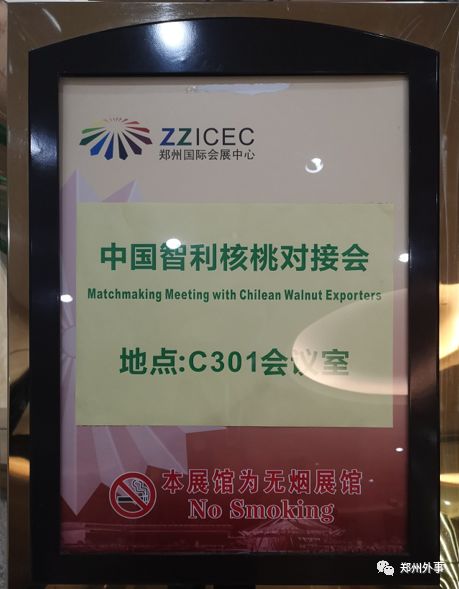 ZZICEC
郑州国际会展中心
中国智利核桃对接会
Matchmaking Meeting with Chilean Walnut Exporters
地点:C301会议室
本展馆为无烟展馆
No Smoking
郑州外事